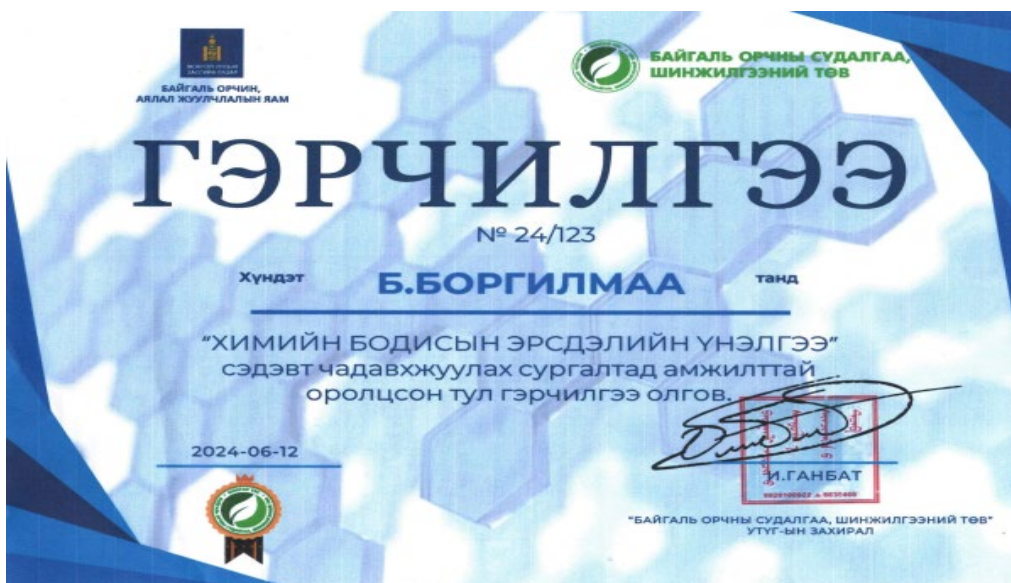 БАЙГАЛЬ ОРЧИН,
АЯЛАЛ ЖУУЛЧЛАЛЫН ЯАМ
БАЙГАЛЬ ОРЧНЫ СУДАЛГАА,
ШИНЖИЛГЭЭНИЙ ТӨВ
ГЭРЧИЛГЭЭ
№ 24/123
Хүндэт Б.БОРГИЛМАА танд
“ХИМИЙН БОДИСЫН ЭРСДЭЛИЙН ҮНЭЛГЭЭ”
сэдэвт чадавхжуулах сургалтад амжилттай
оролцсон тул гэрчилгээ олгов.
2024-06-12
И.ГАНБАТ
“БАЙГАЛЬ ОРЧНЫ СУДАЛГАА, ШИНЖИЛГЭЭНИЙ ТӨВ”
УТҮГ-ЫН ЗАХИРАЛ